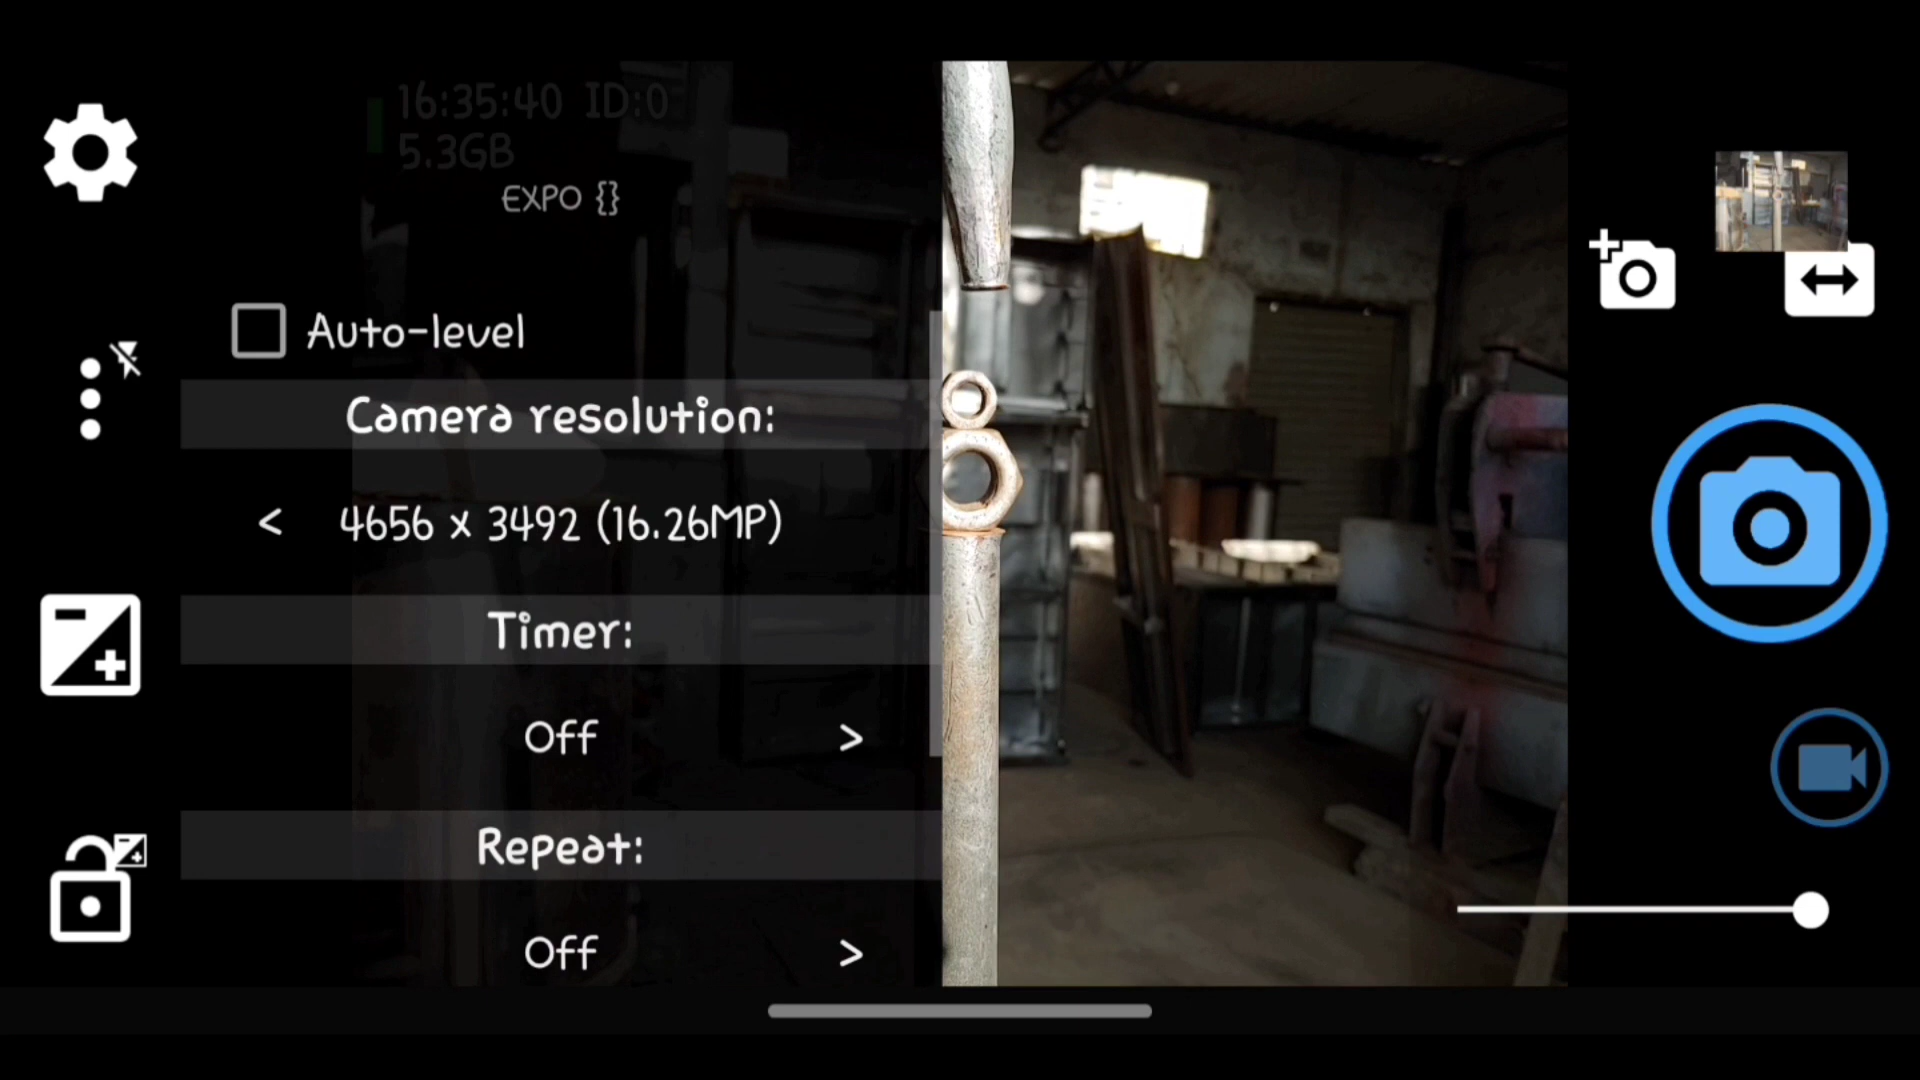 16:35:40 ID:0
5.3GB
EXPO {}
Auto-level
Camera resolution:
< 4656 x 3492 (16.26MP)
Timer:
Off >
Repeat:
Off >